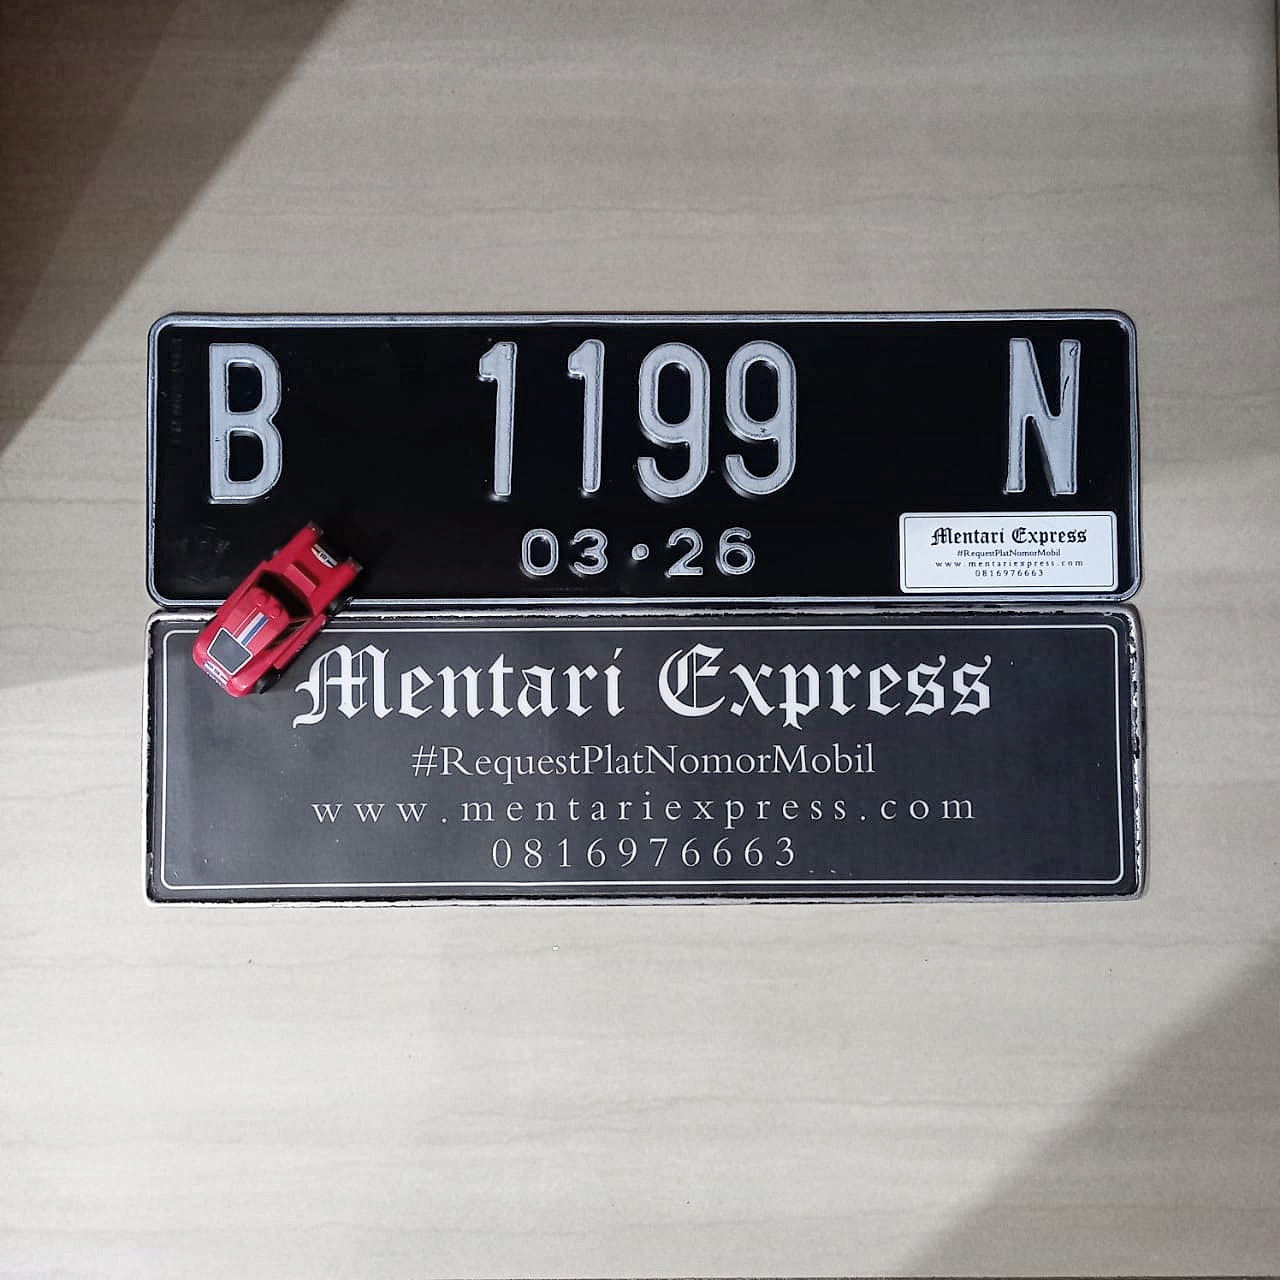 B 1199 N
03·26
Mentari Express
#RequestPlatNomorMobil
www.mentariexpress.com
0816976663
Mentari Express
#RequestPlatNomorMobil
www.mentariexpress.com
0816976663